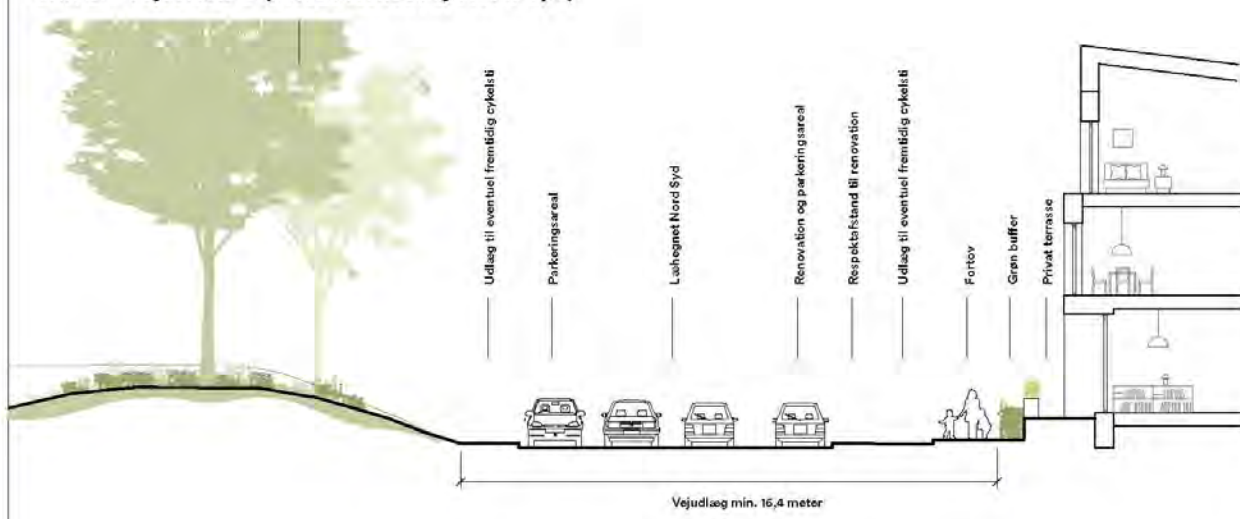 Udlæg til eventuel fremtidig cykelsti
Parkeringsareal
Læhegnet Nord Syd
Renovation og parkeringsareal
Respektafstand til renovation
Udlæg til eventuel fremtidig cykelsti
Fortov
Grøn buffer
Privat terrasse
Vejudlæg min. 16,4 meter